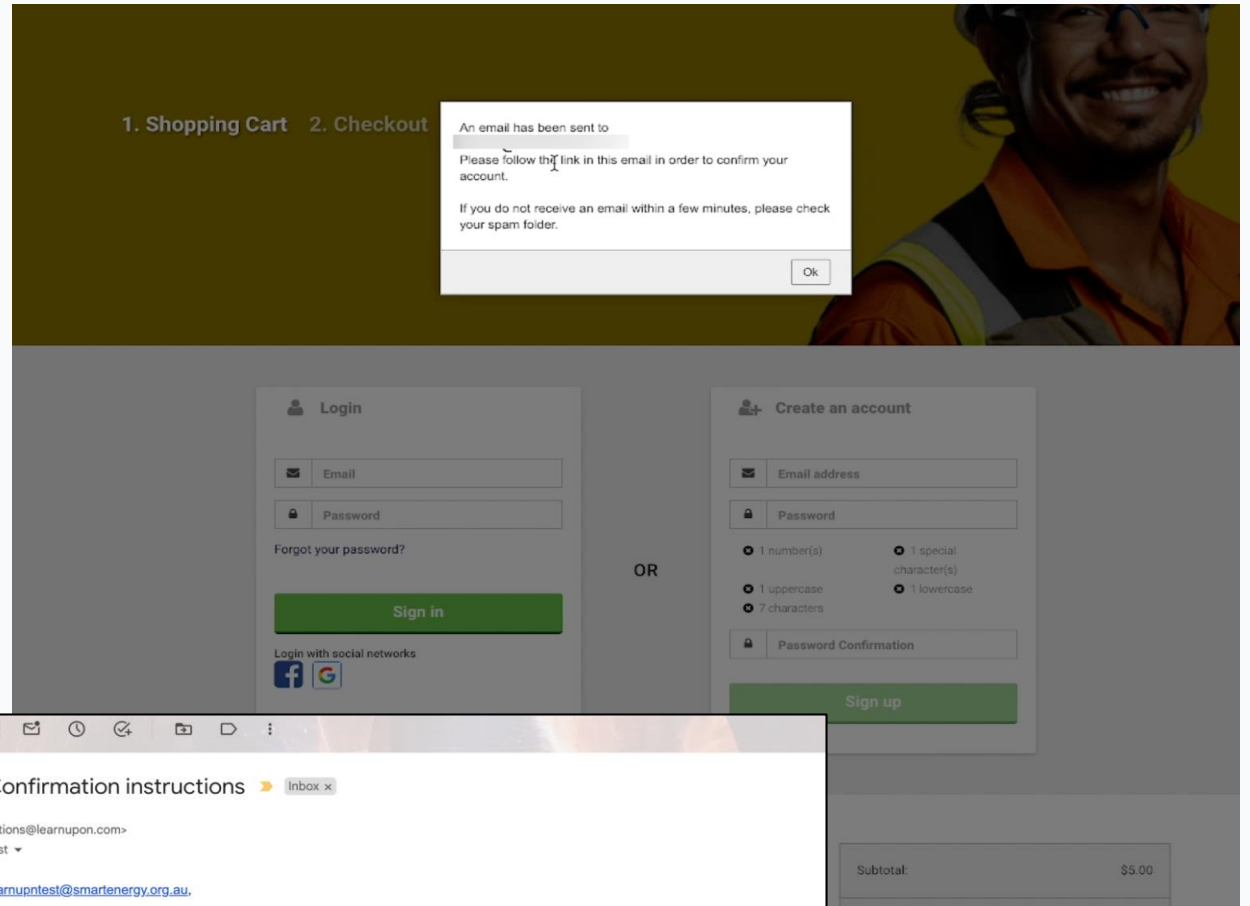 1. Shopping Cart 2. Checkout
An email has been sent to
Please follow the link in this email in order to confirm your
account.
If you do not receive an email within a few minutes, please check
your spam folder.
Ok
Login
Email
Password
Forgot your password?
Sign in
Login with social networks
f G
OR
Create an account
Email address
Password
1 number(s) 1 special
character(s)
1 uppercase 1 lowercase
7 characters
Password Confirmation
Sign up
onfirmation instructions Inbox x
tions@learnupon.com>
st
arnupntest@smartenergy.org.au,
Subtotal: $5.00